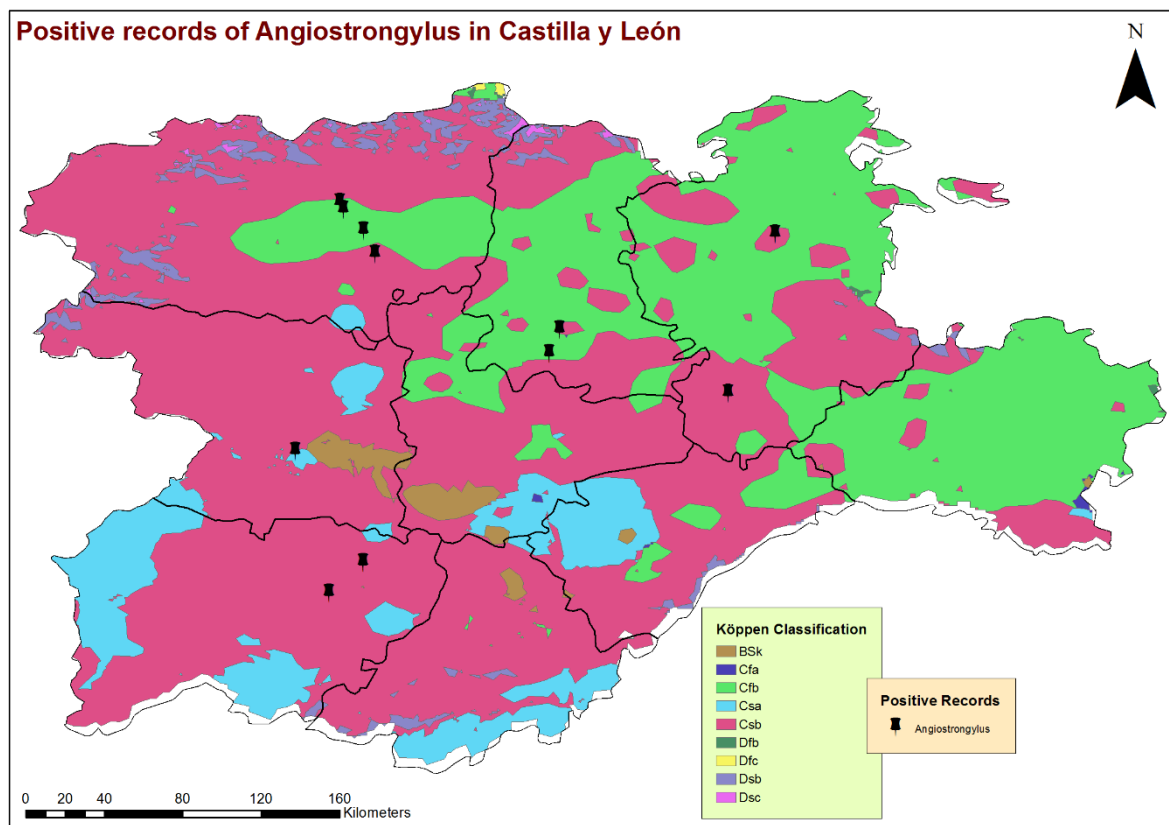 Positive records of Angiostrongylus in Castilla y León
N
Köppen Classification
BSk
Cfa
Cfb
Csa
Csb
Dfb
Dfc
Dsb
Dsc
Positive Records
Angiostrongylus
0 20 40 80 120 160
Kilometers